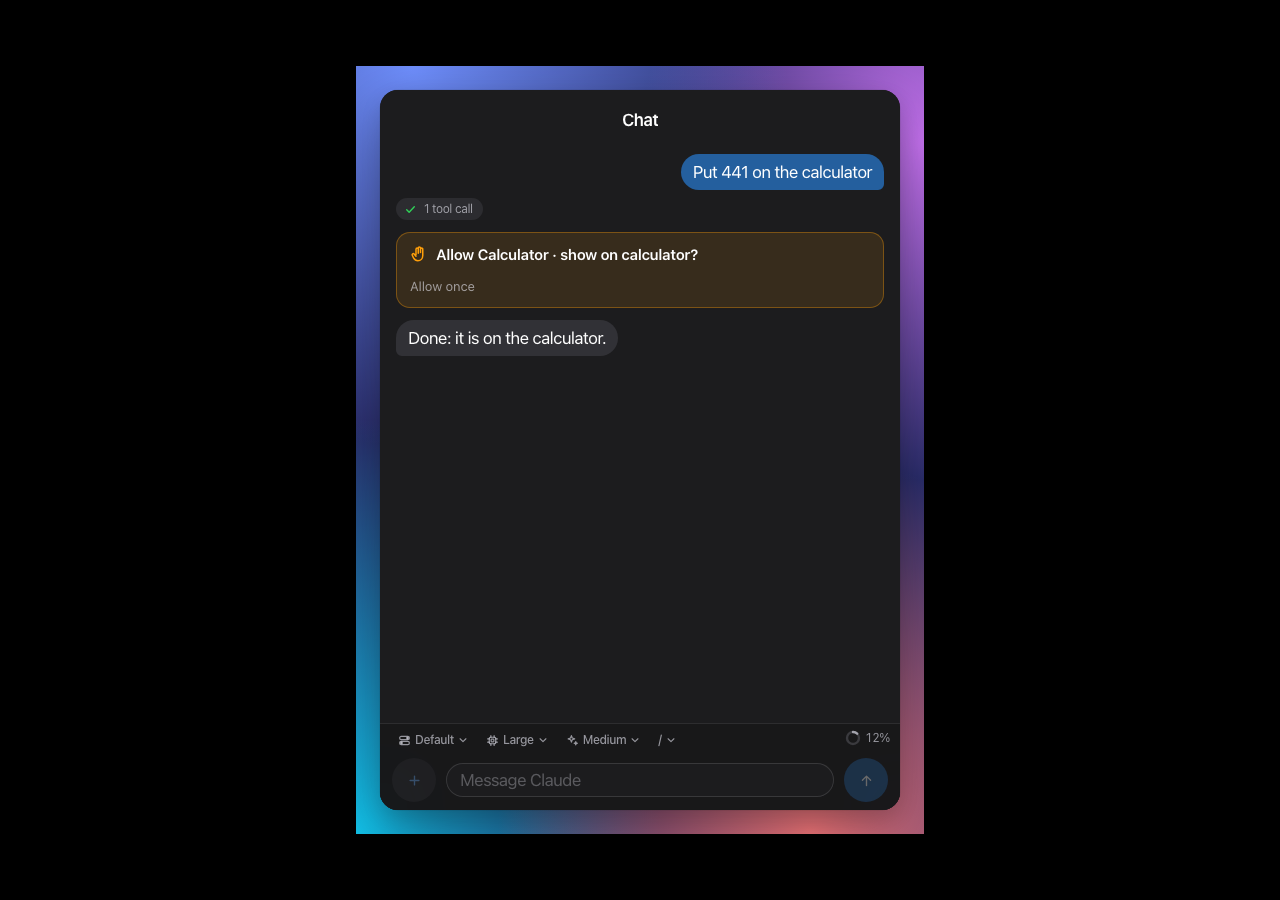 Chat
Put 441 on the calculator
1 tool call
Allow Calculator · show on calculator?
Allow once
Done: it is on the calculator.
Default Large Medium / 12%
Message Claude